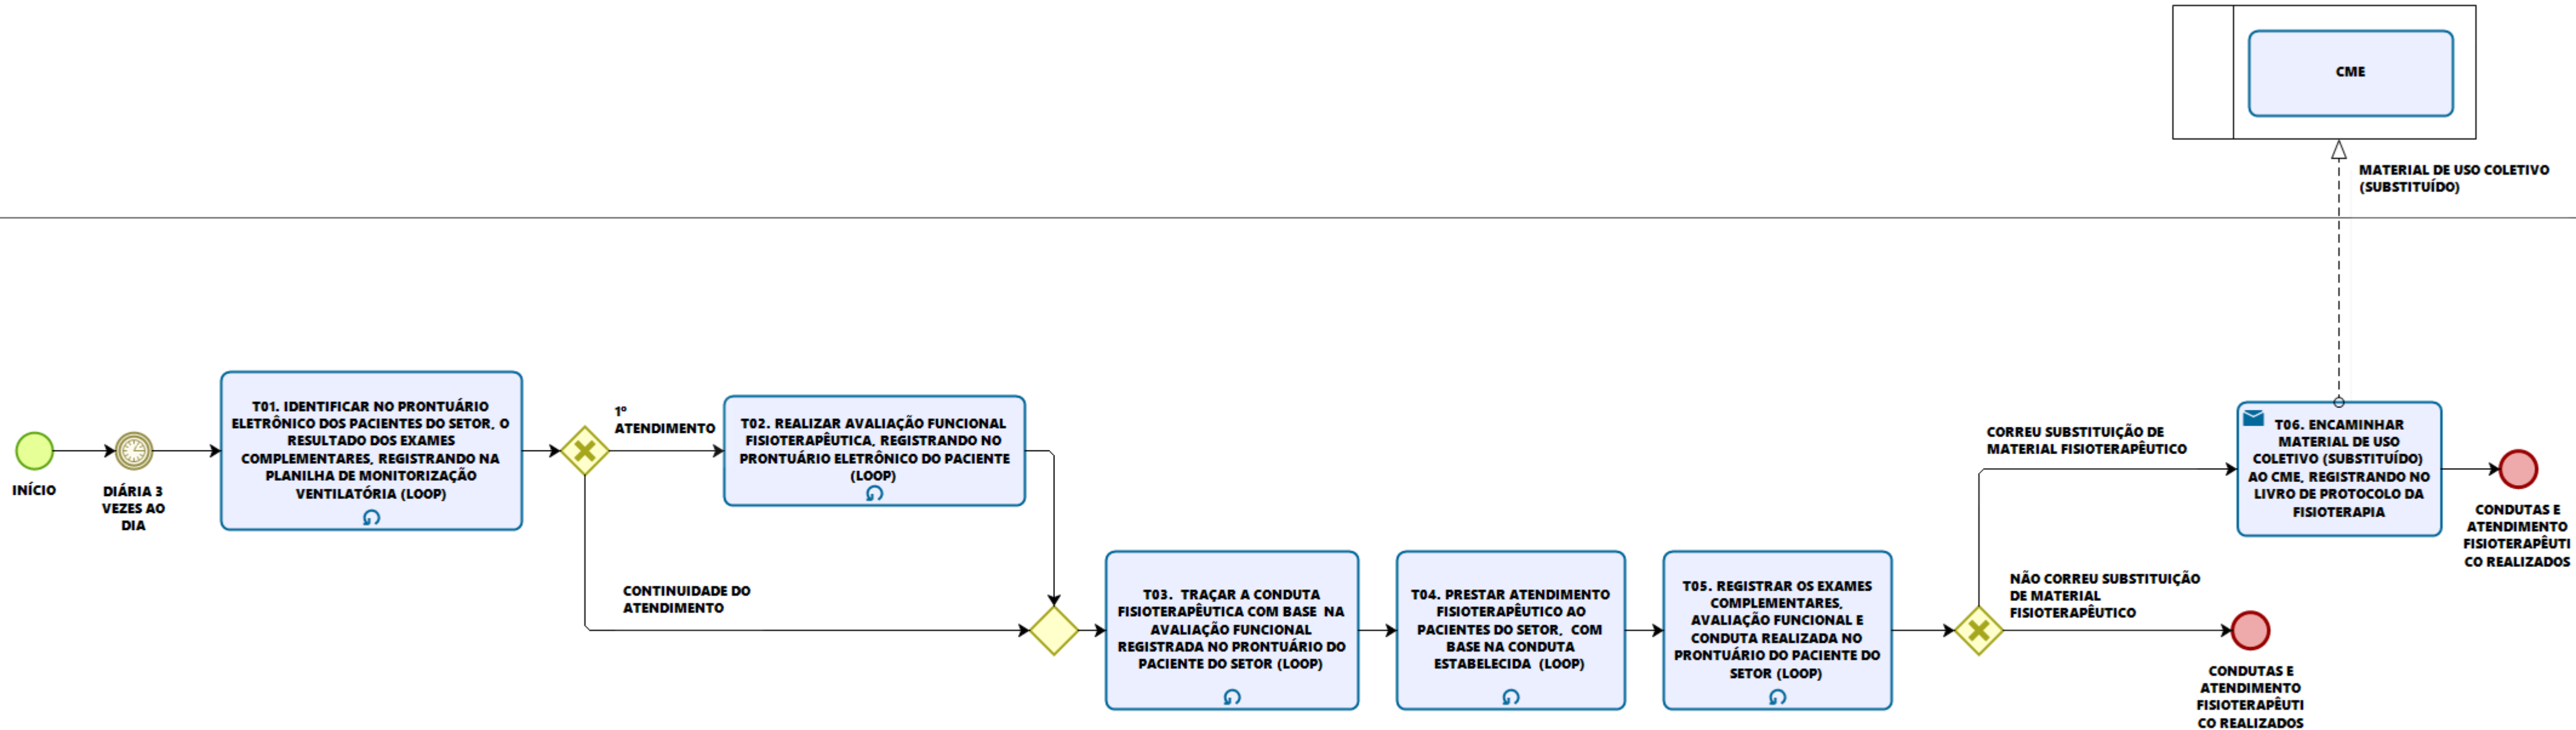 CME
MATERIAL DE USO COLETIVO
(SUBSTITUÍDO)
INÍCIO
DIÁRIA 3
VEZES AO
DIA
T01. IDENTIFICAR NO PRONTUÁRIO
ELETRÔNICO DOS PACIENTES DO SETOR, O
RESULTADO DOS EXAMES
COMPLEMENTARES, REGISTRANDO NA
PLANILHA DE MONITORIZAÇÃO
VENTILATÓRIA (LOOP)
1º
ATENDIMENTO
T02. REALIZAR AVALIAÇÃO FUNCIONAL
FISIOTERAPÊUTICA, REGISTRANDO NO
PRONTUÁRIO ELETRÔNICO DO PACIENTE
(LOOP)
CONTINUIDADE DO
ATENDIMENTO
T03. TRAÇAR A CONDUTA
FISIOTERAPÊUTICA COM BASE NA
AVALIAÇÃO FUNCIONAL
REGISTRADA NO PRONTUÁRIO DO
PACIENTE DO SETOR (LOOP)
T04. PRESTAR ATENDIMENTO
FISIOTERAPÊUTICO AO
PACIENTES DO SETOR, COM
BASE NA CONDUTA
ESTABELECIDA (LOOP)
T05. REGISTRAR OS EXAMES
COMPLEMENTARES,
AVALIAÇÃO FUNCIONAL E
CONDUTA REALIZADA NO
PRONTUÁRIO DO PACIENTE DO
SETOR (LOOP)
CORREU SUBSTITUIÇÃO DE
MATERIAL FISIOTERAPÊUTICO
T06. ENCAMINHAR
MATERIAL DE USO
COLETIVO (SUBSTITUÍDO)
AO CME, REGISTRANDO NO
LIVRO DE PROTOCOLO DA
FISIOTERAPIA
CONDUTAS E
ATENDIMENTO
FISIOTERAPÊUTI
CO REALIZADOS
NÃO CORREU SUBSTITUIÇÃO
DE MATERIAL
FISIOTERAPÊUTICO
CONDUTAS E
ATENDIMENTO
FISIOTERAPÊUTI
CO REALIZADOS